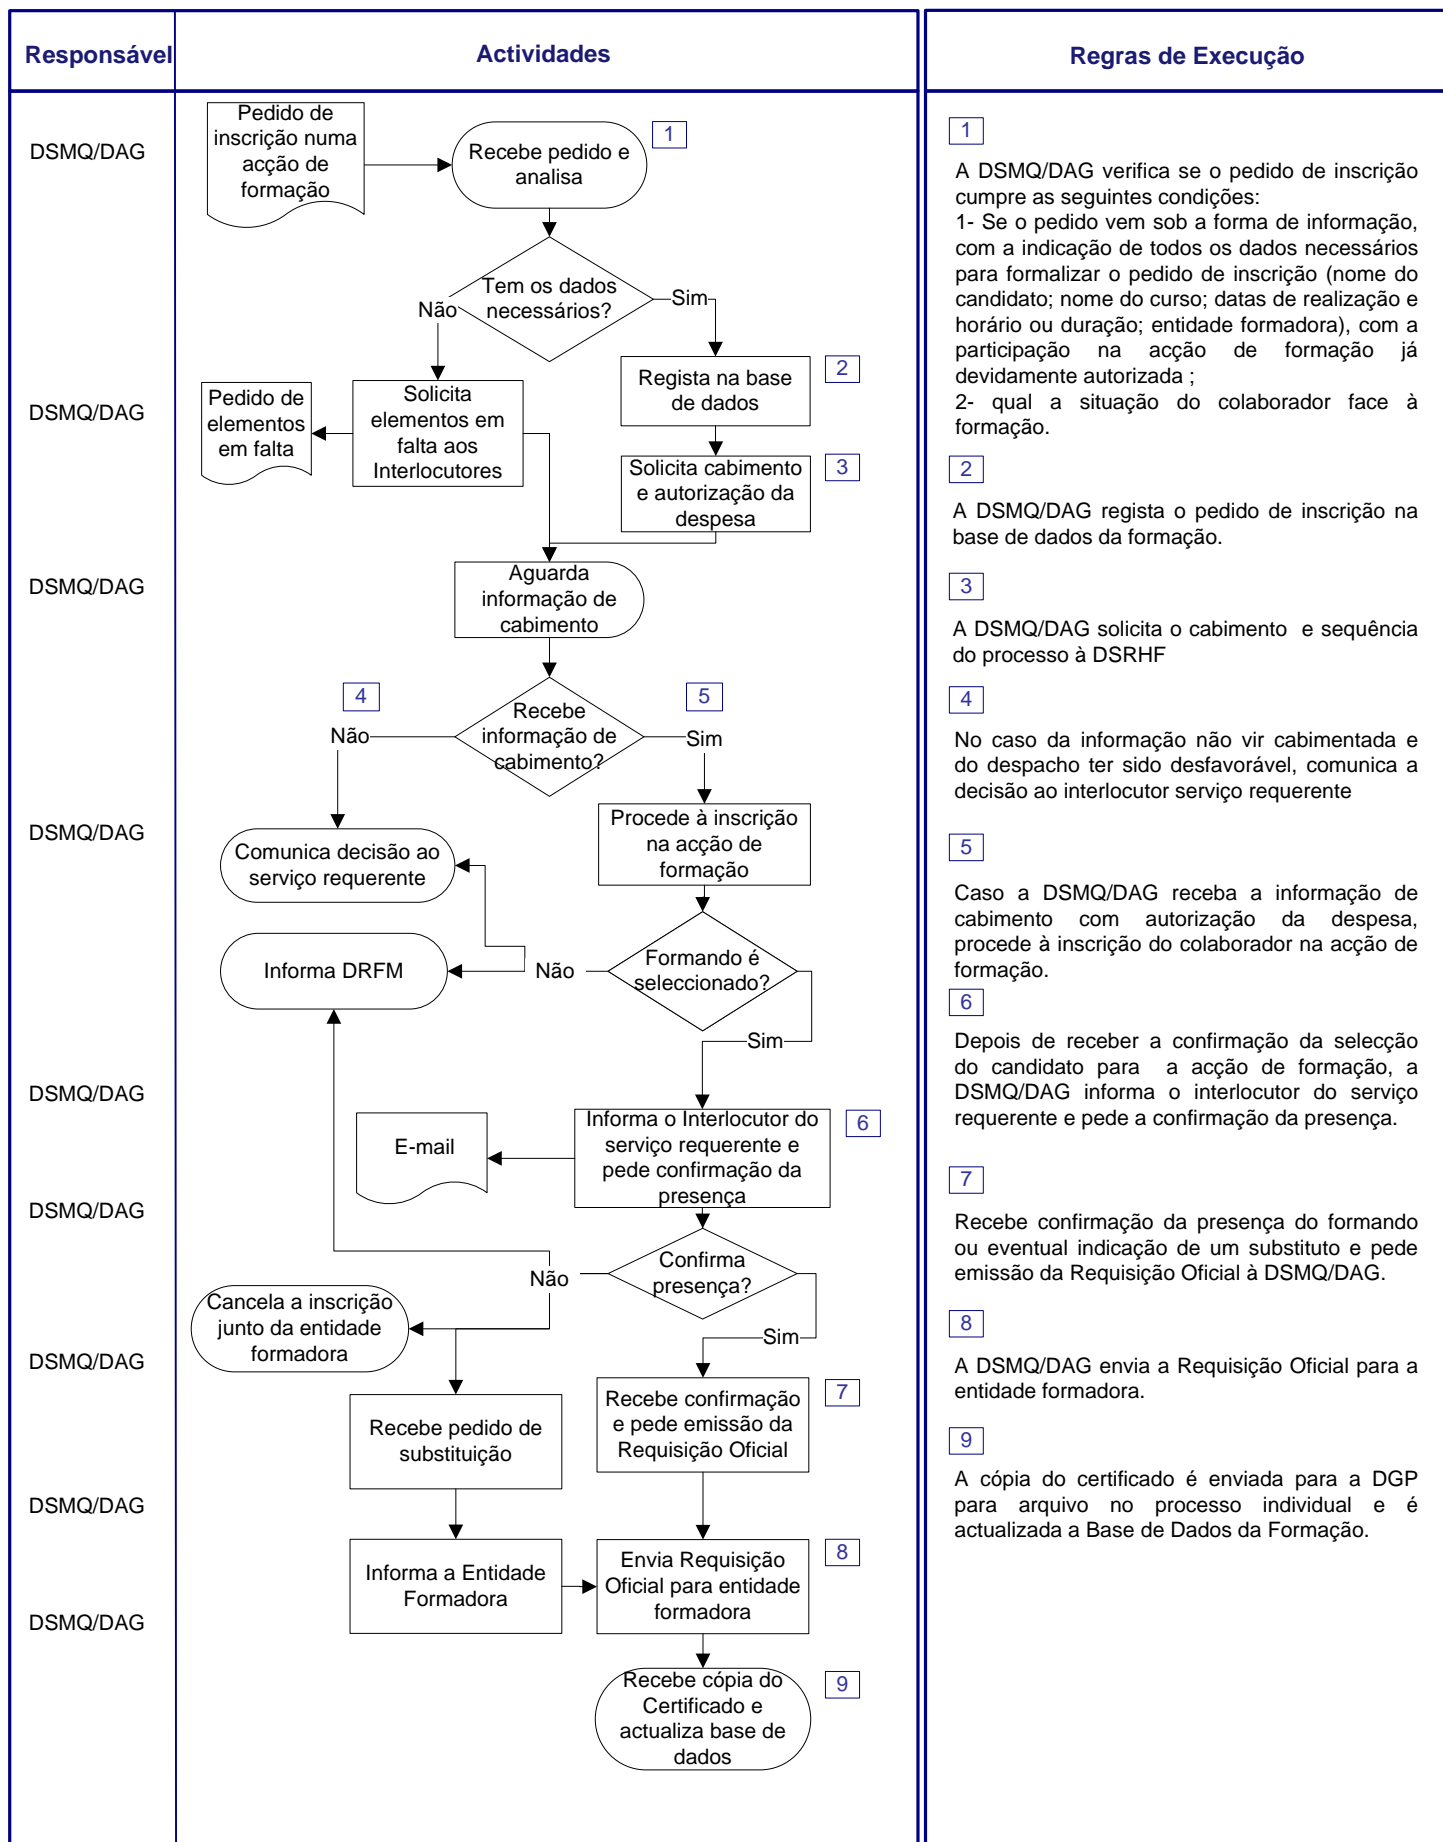 Responsável
Actividades
Regras de Execução
DSMQ/DAG
Pedido de
inscrição numa
acção de
formação
Recebe pedido e
analisa
1
Tem os dados
necessários?
Não
Sim
DSMQ/DAG
Pedido de
elementos
em falta
Solicita
elementos em
falta aos
Interlocutores
Regista na base
de dados
2
Solicita cabimento
e autorização da
despesa
3
DSMQ/DAG
Aguarda
informação de
cabimento
4
Recebe
informação de
cabimento?
5
Não
Sim
DSMQ/DAG
Comunica decisão ao
serviço requerente
Procede à inscrição
na acção de
formação
Informa DRFM
Não
Formando é
seleccionado?
Sim
DSMQ/DAG
E-mail
Informa o Interlocutor do
serviço requerente e
pede confirmação da
presença
6
DSMQ/DAG
Confirma
presença?
Não
Sim
Cancela a inscrição
junto da entidade
formadora
DSMQ/DAG
Recebe pedido de
substituição
Recebe confirmação
e pede emissão da
Requisição Oficial
7
DSMQ/DAG
Informa a Entidade
Formadora
Envia Requisição
Oficial para entidade
formadora
8
DSMQ/DAG
Recebe cópia do
Certificado e
actualiza base de
dados
9
1
A DSMQ/DAG verifica se o pedido de inscrição
cumpre as seguintes condições:
1- Se o pedido vem sob a forma de informação,
com a indicação de todos os dados necessários
para formalizar o pedido de inscrição (nome do
candidato; nome do curso; datas de realização e
horário ou duração; entidade formadora), com a
participação na acção de formação já
devidamente autorizada ;
2- qual a situação do colaborador face à
formação.
2
A DSMQ/DAG regista o pedido de inscrição na
base de dados da formação.
3
A DSMQ/DAG solicita o cabimento e sequência
do processo à DSRHF
4
No caso da informação não vir cabimentada e
do despacho ter sido desfavorável, comunica a
decisão ao interlocutor serviço requerente
5
Caso a DSMQ/DAG receba a informação de
cabimento com autorização da despesa,
procede à inscrição do colaborador na acção de
formação.
6
Depois de receber a confirmação da selecção
do candidato para a acção de formação, a
DSMQ/DAG informa o interlocutor do serviço
requerente e pede a confirmação da presença.
7
Recebe confirmação da presença do formando
ou eventual indicação de um substituto e pede
emissão da Requisição Oficial à DSMQ/DAG.
8
A DSMQ/DAG envia a Requisição Oficial para a
entidade formadora.
9
A cópia do certificado é enviada para a DGP
para arquivo no processo individual e é
actualizada a Base de Dados da Formação.